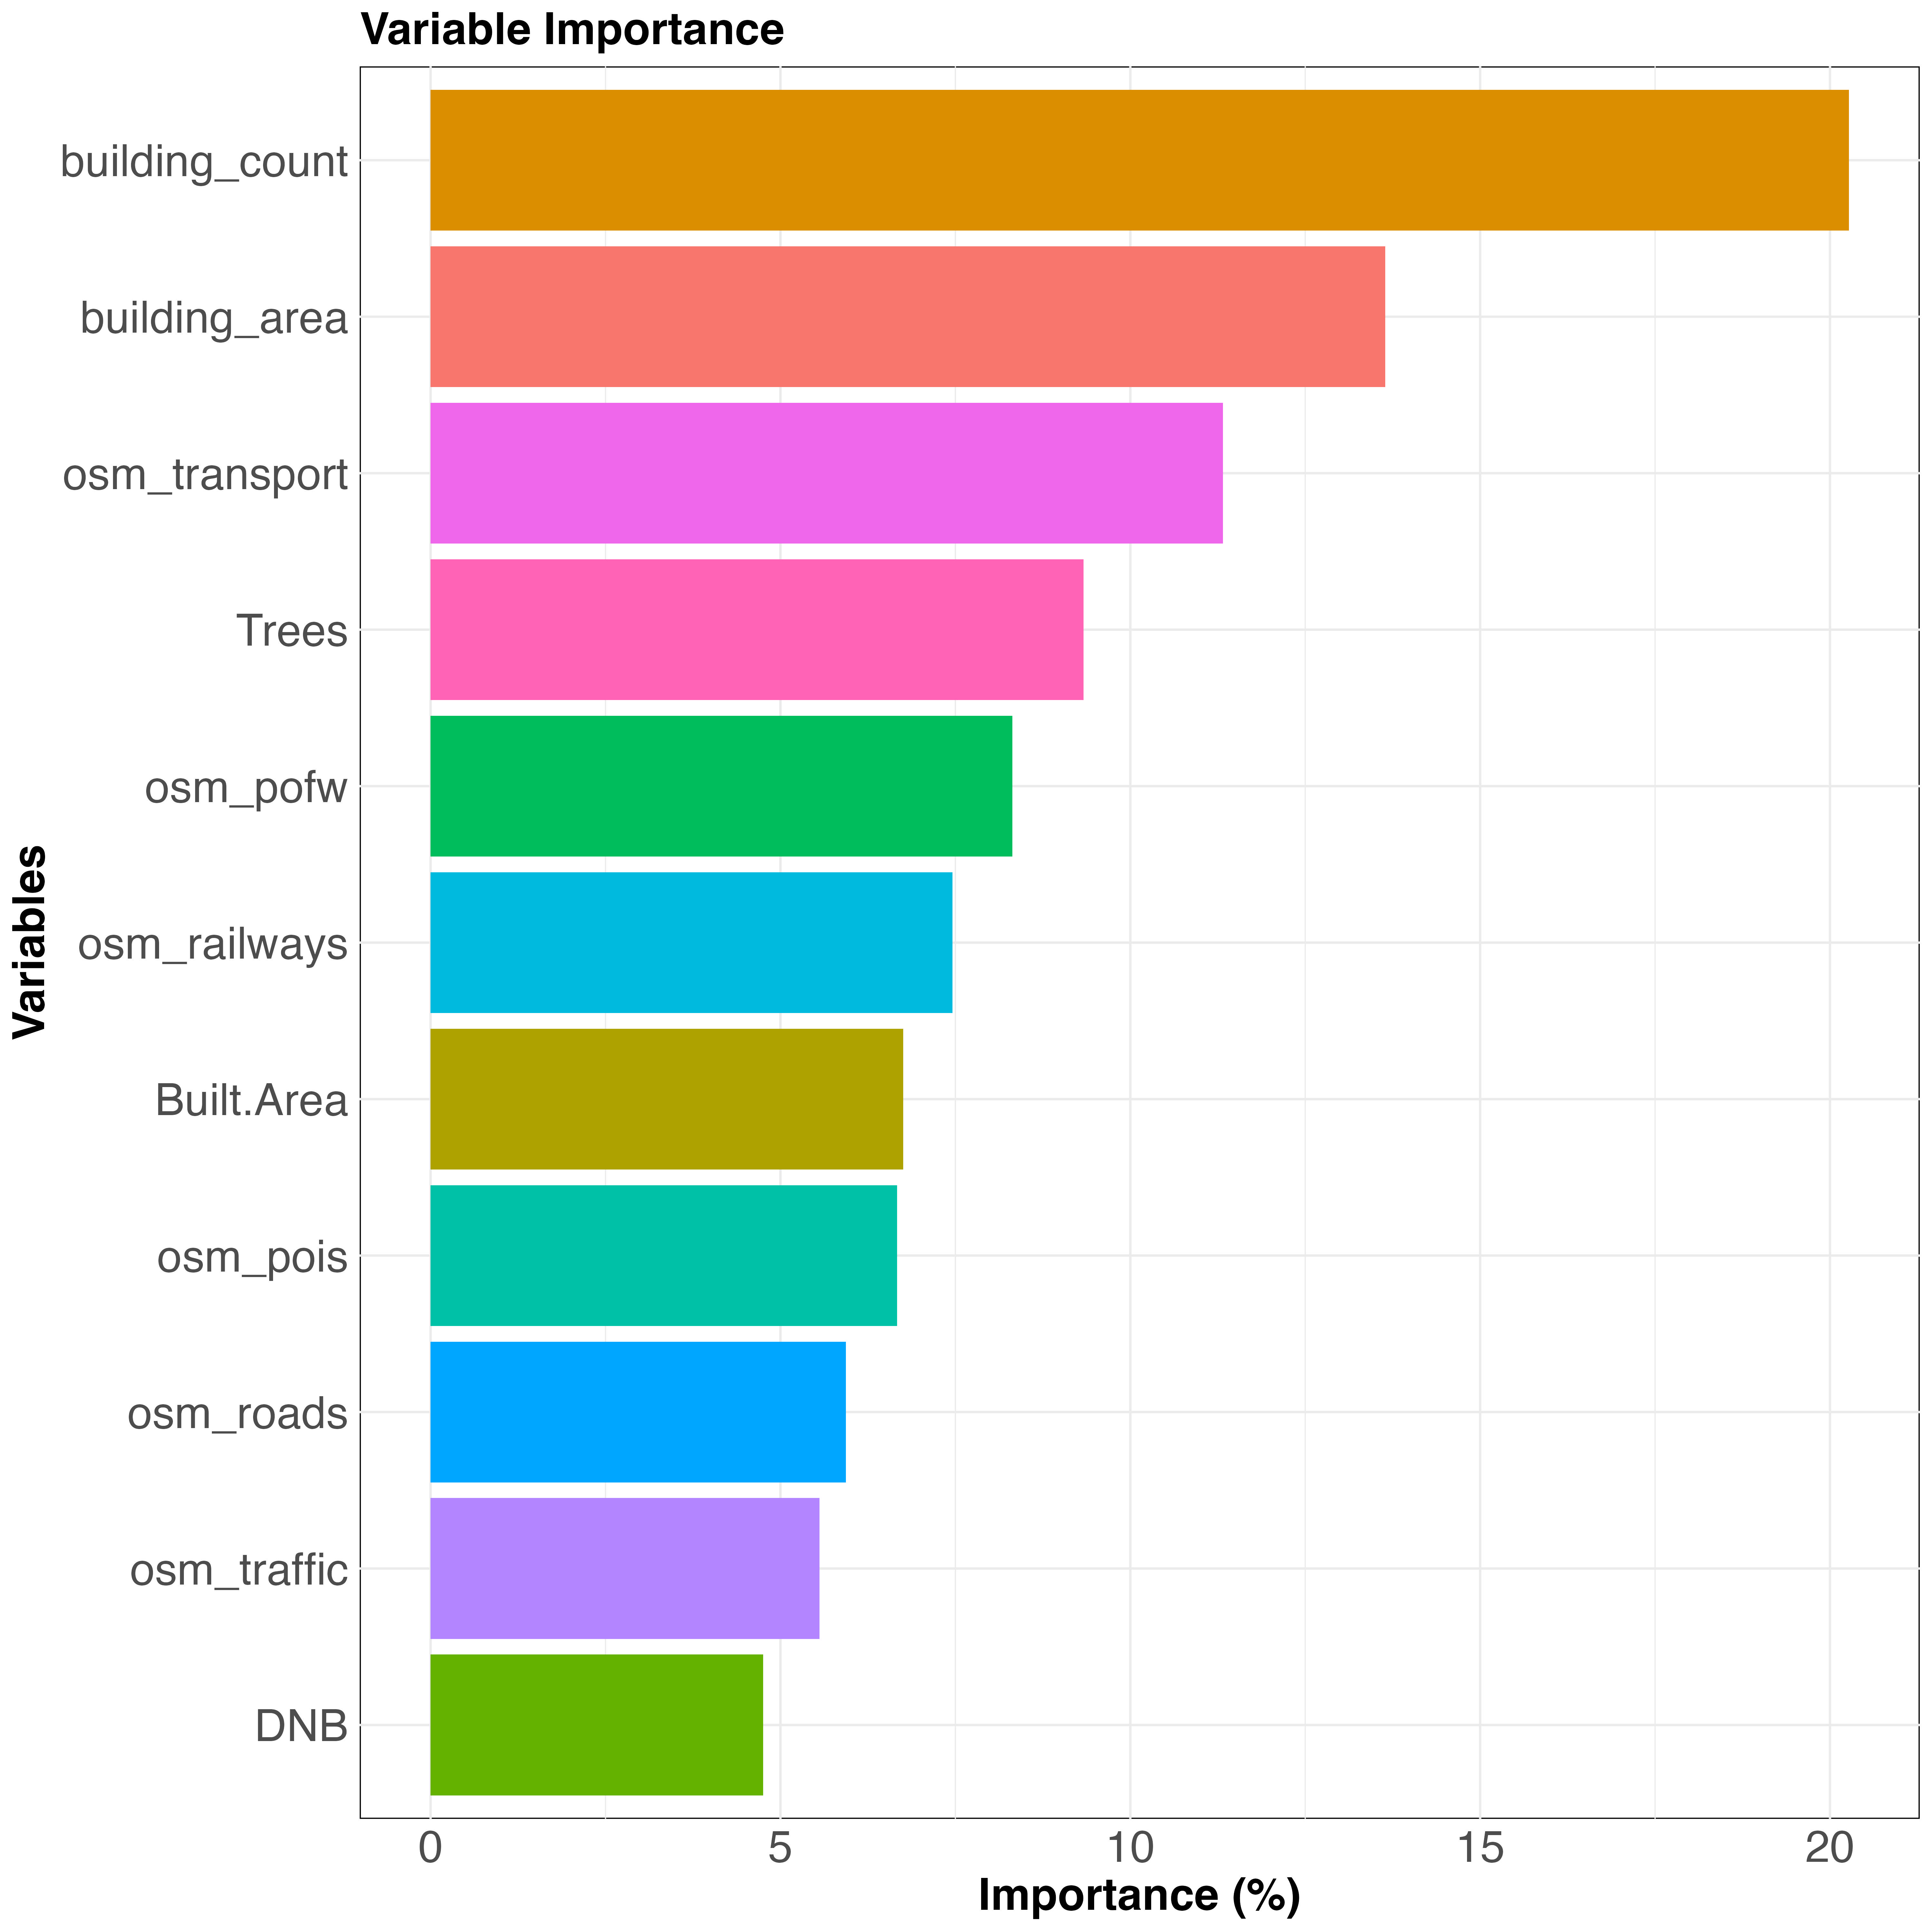 Variable Importance
building_count
building_area
osm_transport
Trees
osm_pofw
osm_railways
Built.Area
osm_pois
osm_roads
osm_traffic
DNB
Variables
0 5 10 15 20
Importance (%)